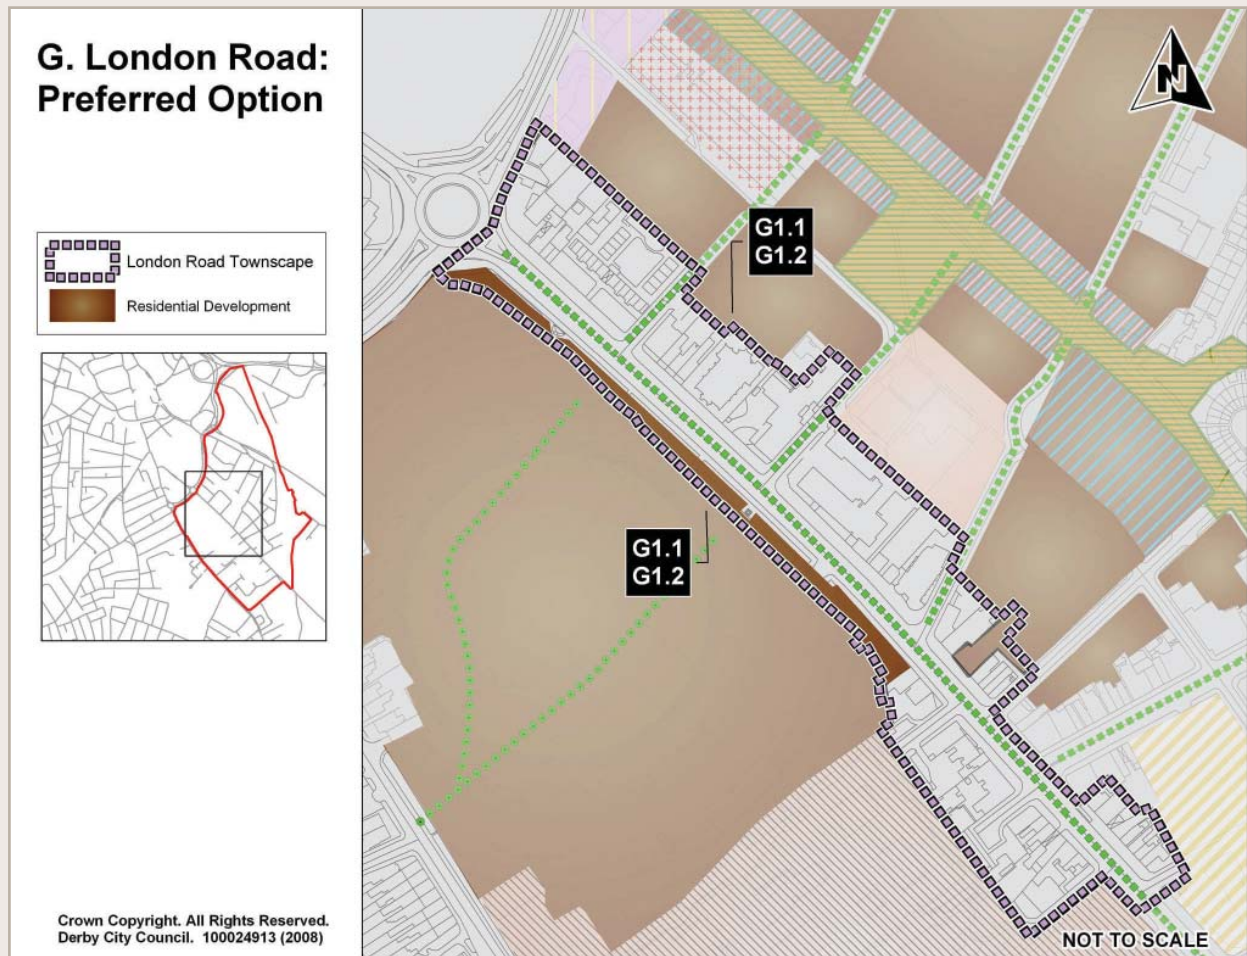 G. London Road:
Preferred Option
London Road Townscape
Residential Development
Crown Copyright. All Rights Reserved.
Derby City Council. 100024913 (2008)
N
G1.1
G1.2
G1.1
G1.2
NOT TO SCALE